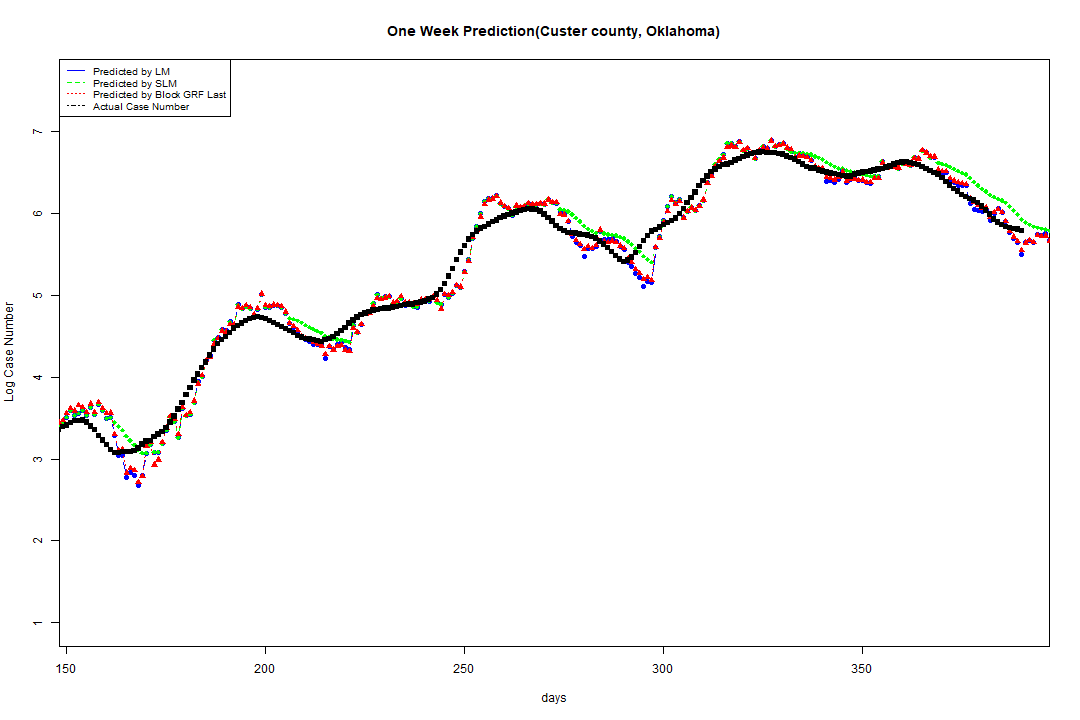 One Week Prediction(Custer county, Oklahoma)
Predicted by LM
Predicted by SLM
Predicted by Block GRF Last
Actual Case Number
7
6
5
4
3
2
1
Log Case Number
150 200 250 300 350
days